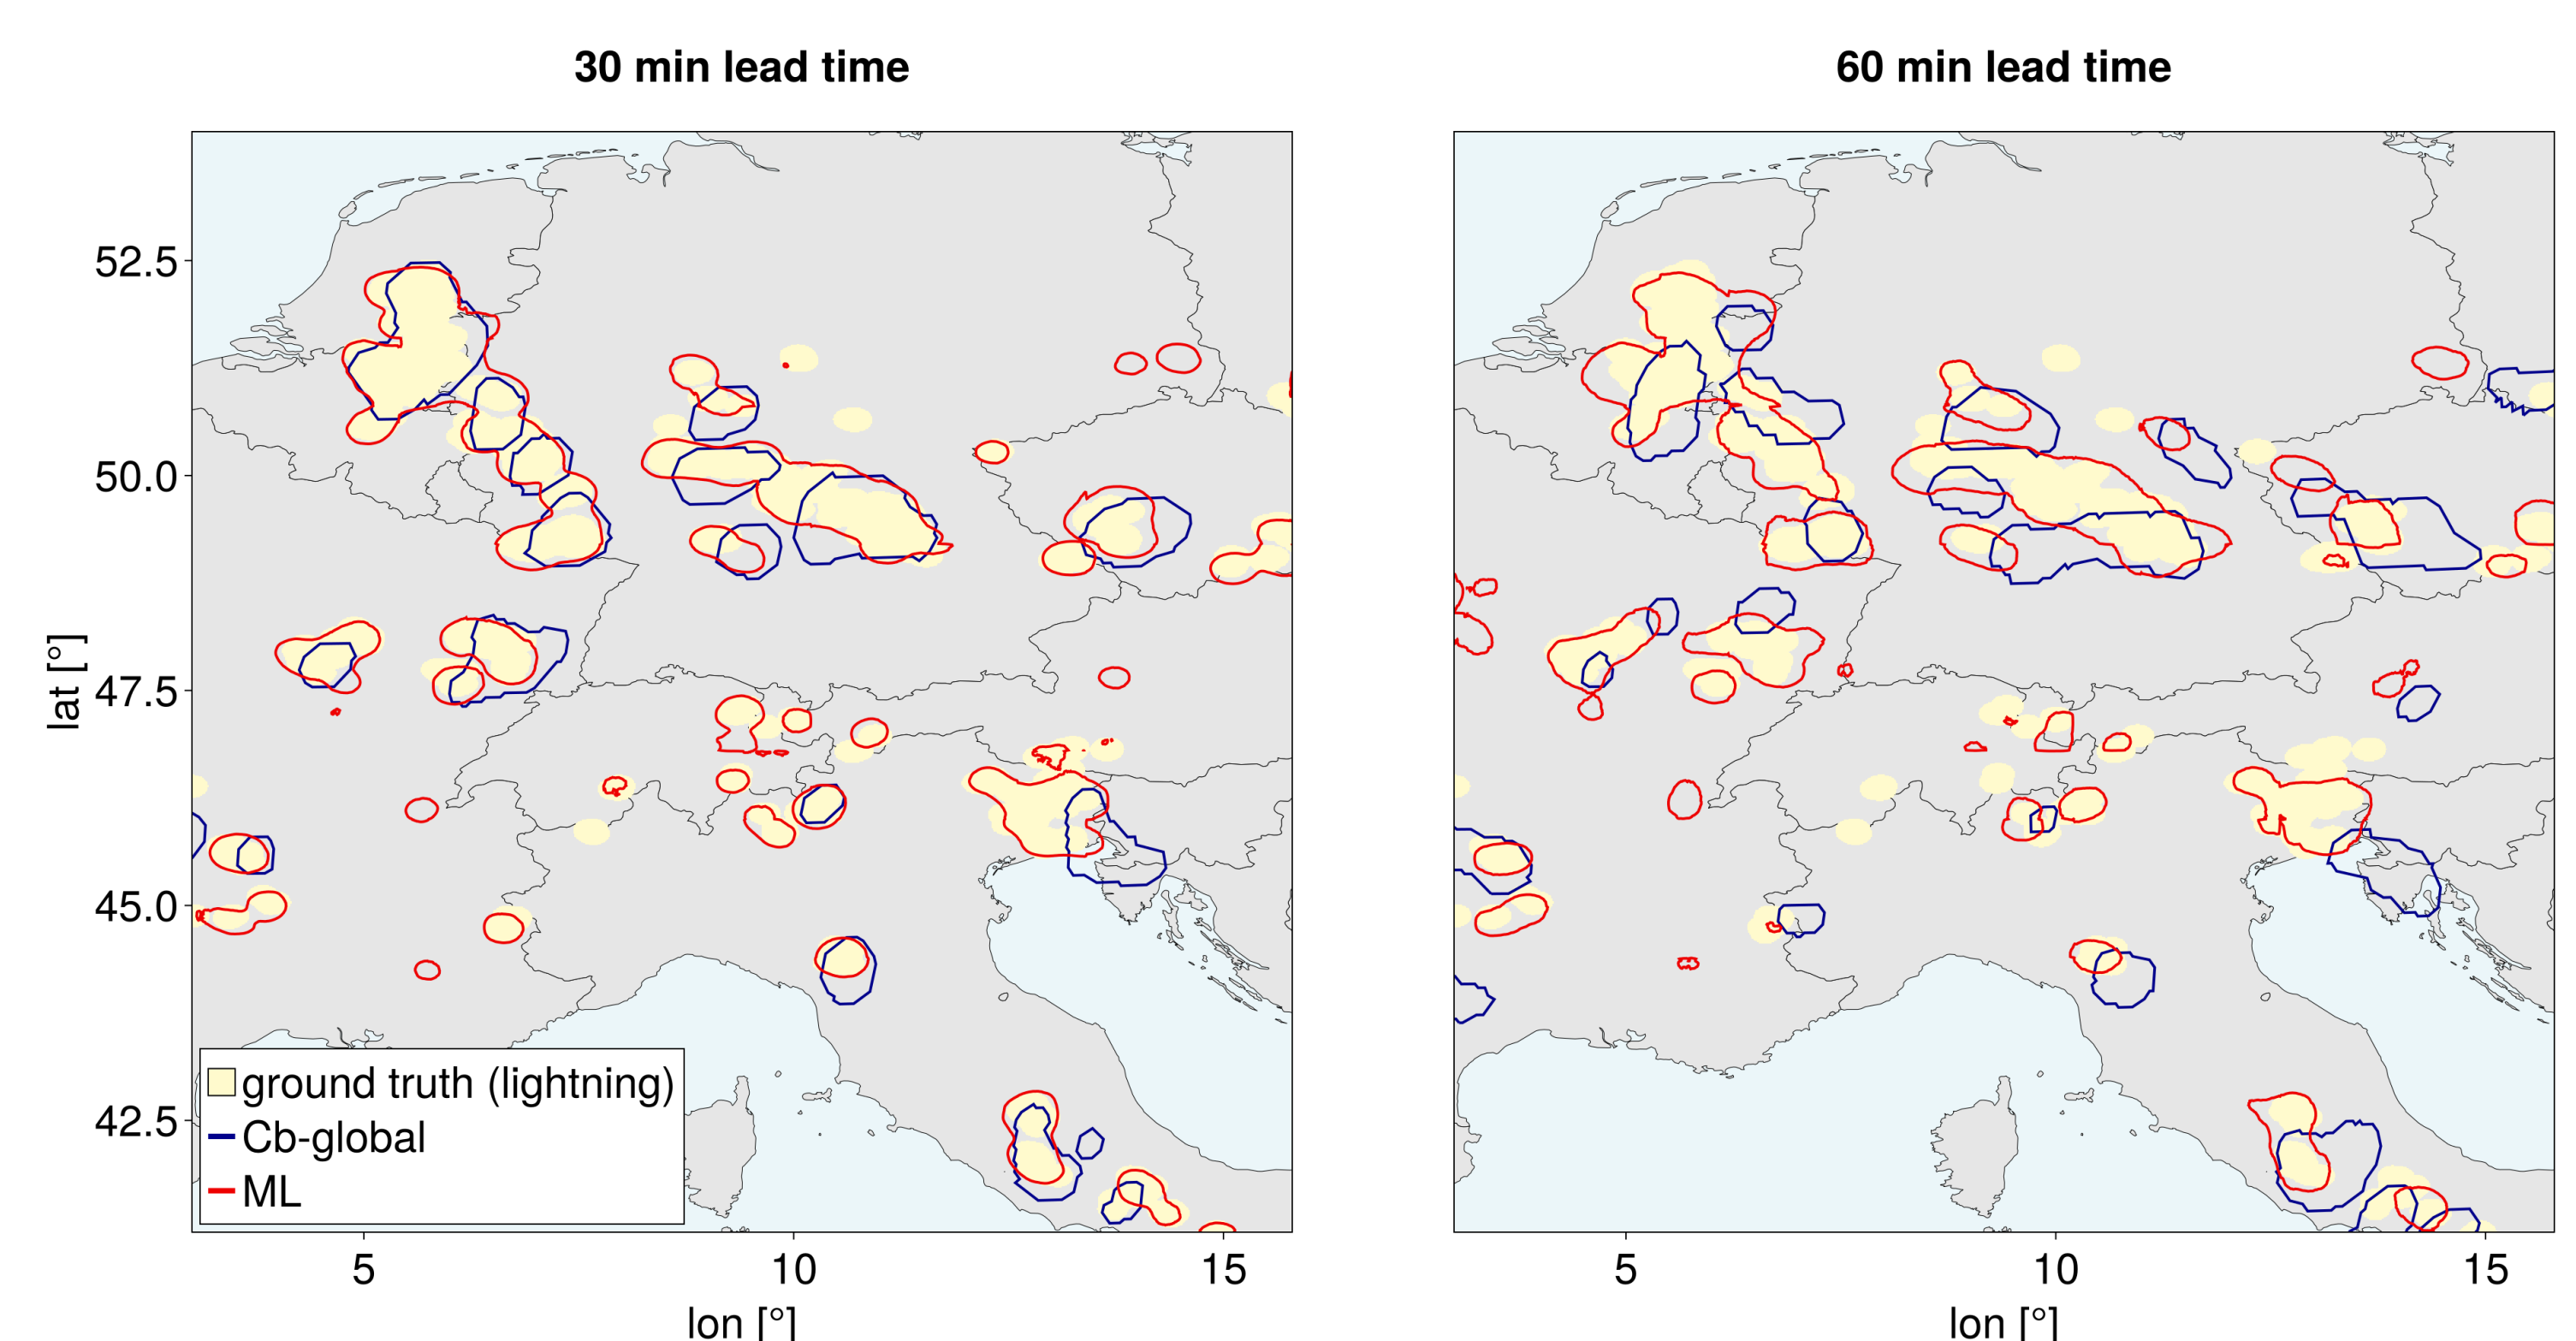 30 min lead time
60 min lead time
52.5
50.0
47.5
45.0
42.5
lat [°]
ground truth (lightning)
Cb-global
ML
5 10 15
5 10 15
lon [°]
lon [°]